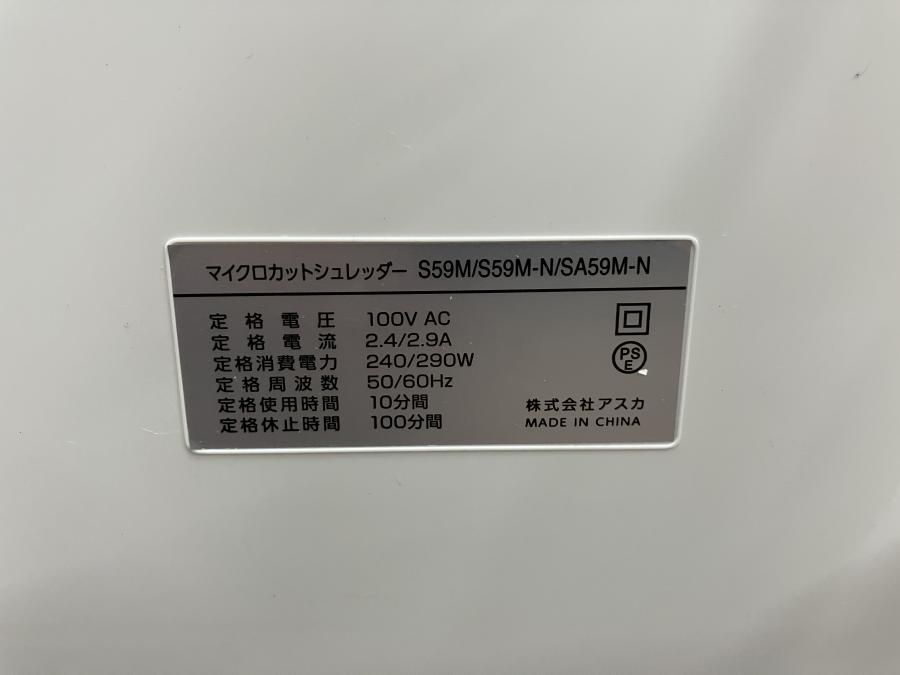 マイクロカットシュレッダー S59M/S59M-N/SA59M-N
定格電圧 100V AC
定格電流 2.4/2.9A
定格消費電力 240/290W
定格周波数 50/60Hz
定格使用時間 10分間
定格休止時間 100分間
PS
E
株式会社アスカ
MADE IN CHINA